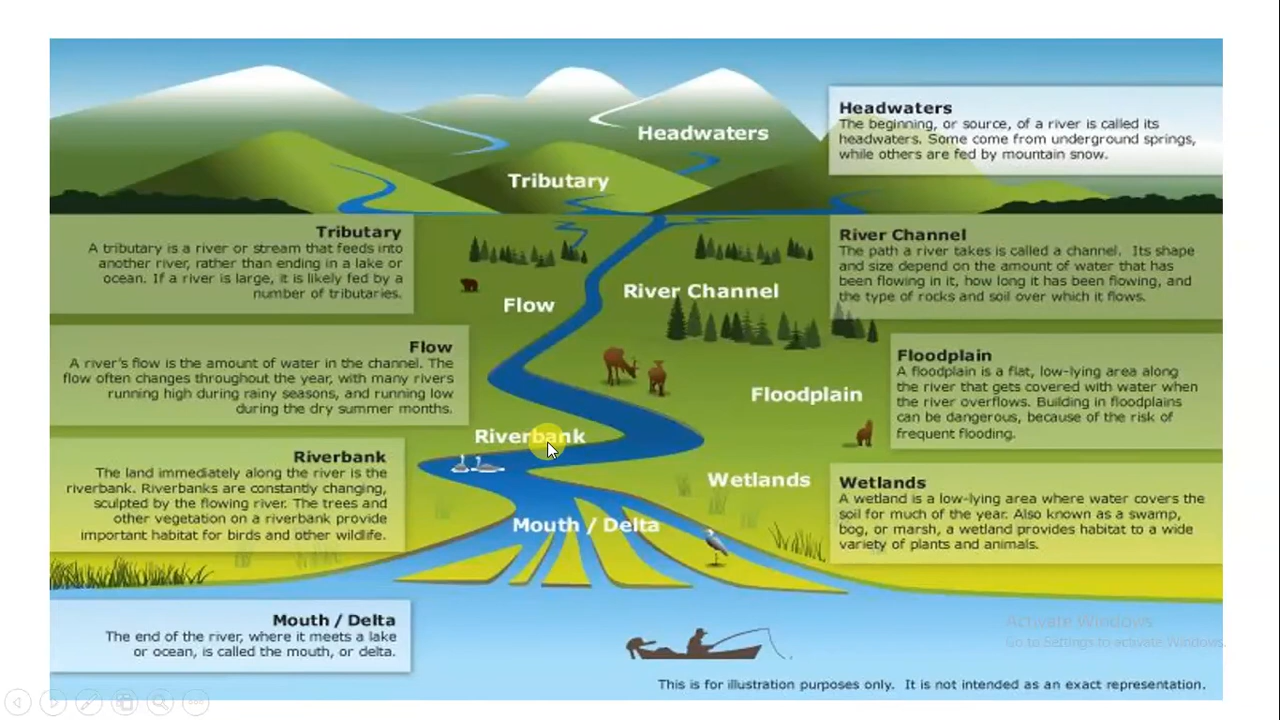 Headwaters
The beginning, or source, of a river is called its
headwaters. Some come from underground springs,
while others are fed by mountain snow.
Headwaters
Tributary
Tributary
A tributary is a river or stream that feeds into
another river, rather than ending in a lake or
ocean. If a river is large, it is likely fed by a
number of tributaries.
River Channel
The path a river takes is called a channel. Its shape
and size depend on the amount of water that has
been flowing in it, how long it has been flowing, and
the type of rocks and soil over which it flows.
River Channel
Flow
Flow
A river's flow is the amount of water in the channel. The
flow often changes throughout the year, with many rivers
running high during rainy seasons, and running low
during the dry summer months.
Floodplain
A floodplain is a flat, low-lying area along
the river that gets covered with water when
the river overflows. Building in floodplains
can be dangerous, because of the risk of
frequent flooding.
Floodplain
Riverbank
Riverbank
The land immediately along the river is the
riverbank. Riverbanks are constantly changing,
sculpted by the flowing river. The trees and
other vegetation on a riverbank provide
important habitat for birds and other wildlife.
Wetlands
Wetlands
A wetland is a low-lying area where water covers the
soil for much of the year. Also known as a swamp,
bog, or marsh, a wetland provides habitat to a wide
variety of plants and animals.
Mouth / Delta
Mouth / Delta
The end of the river, where it meets a lake
or ocean, is called the mouth, or delta.
Activate Windows
Go to Settings to activate Windows.
This is for illustration purposes only. It is not intended as an exact representation.